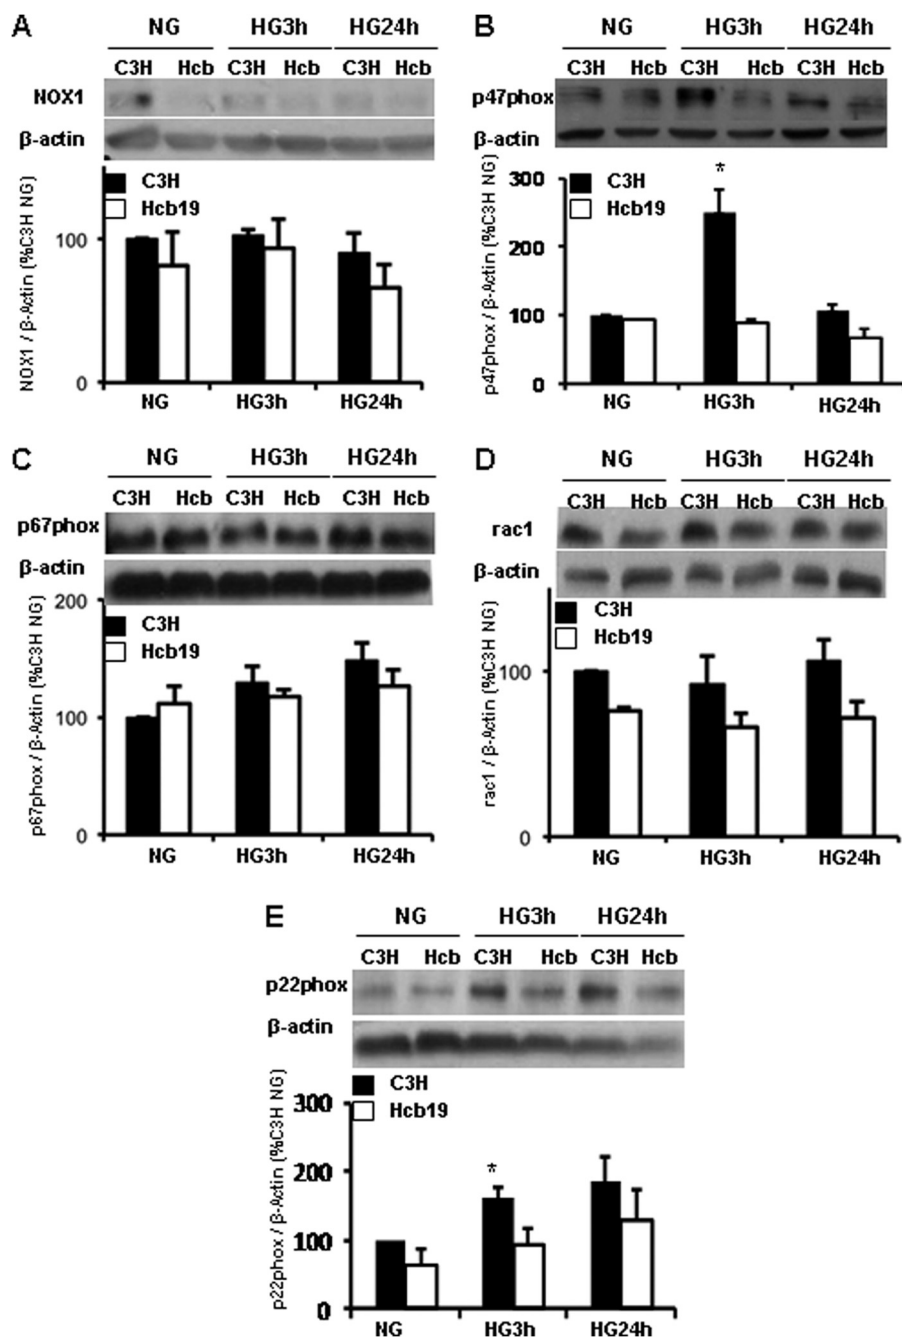 A
NG HG3h HG24h
C3H Hcb C3H Hcb C3H Hcb
NOX1
β-actin
NOX1 / β-Actin (%C3H NG)
C3H
Hcb19
100
0
NG HG3h HG24h
B
NG HG3h HG24h
C3H Hcb C3H Hcb C3H Hcb
p47phox
β-actin
p47phox / β-Actin (%C3H NG)
300
C3H
Hcb19
*
200
100
0
NG HG3h HG24h
C
NG HG3h HG24h
C3H Hcb C3H Hcb C3H Hcb
p67phox
β-actin
p67phox / β-Actin (%C3H NG)
200
C3H
Hcb19
100
0
NG HG3h HG24h
D
NG HG3h HG24h
C3H Hcb C3H Hcb C3H Hcb
rac1
β-actin
rac1 / β-Actin (%C3H NG)
C3H
Hcb19
100
0
NG HG3h HG24h
E
NG HG3h HG24h
C3H Hcb C3H Hcb C3H Hcb
p22phox
β-actin
p22phox / β-Actin (%C3H NG)
C3H
300
Hcb19
200
*
100
0
NG HG3h HG24h